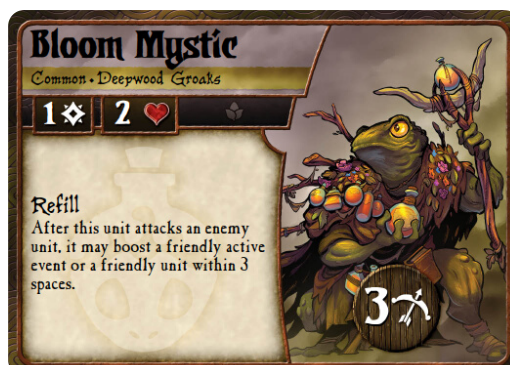 Bloom Mystic
Common • Deepwood Groaks
1 2
Refill
After this unit attacks an enemy
unit, it may boost a friendly active
event or a friendly unit within 3
spaces.
3